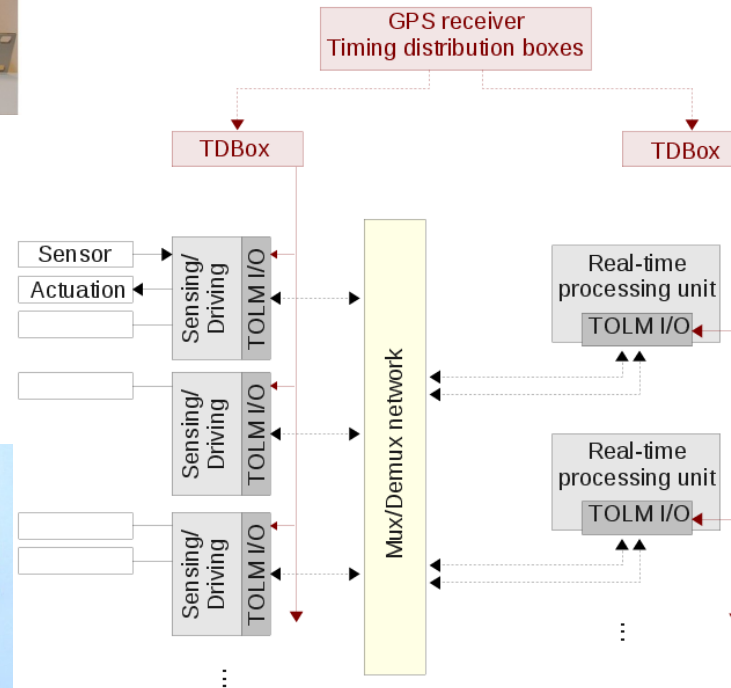 GPS receiver
Timing distribution boxes
TDBox
TDBox
Sensor
Actuation
Sensing/
Driving
TOLM I/O
Sensing/
Driving
TOLM I/O
Sensing/
Driving
TOLM I/O
...
Mux/Demux network
Real-time
processing unit
TOLM I/O
Real-time
processing unit
TOLM I/O
...